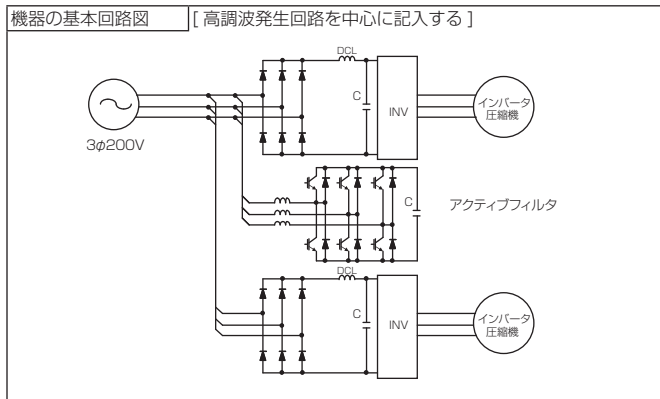 機器の基本回路図 [高調波発生回路を中心に記入する]
DCL
C
INV
インバータ
圧縮機
3φ200V
C
アクティブフィルタ
DCL
C
INV
インバータ
圧縮機